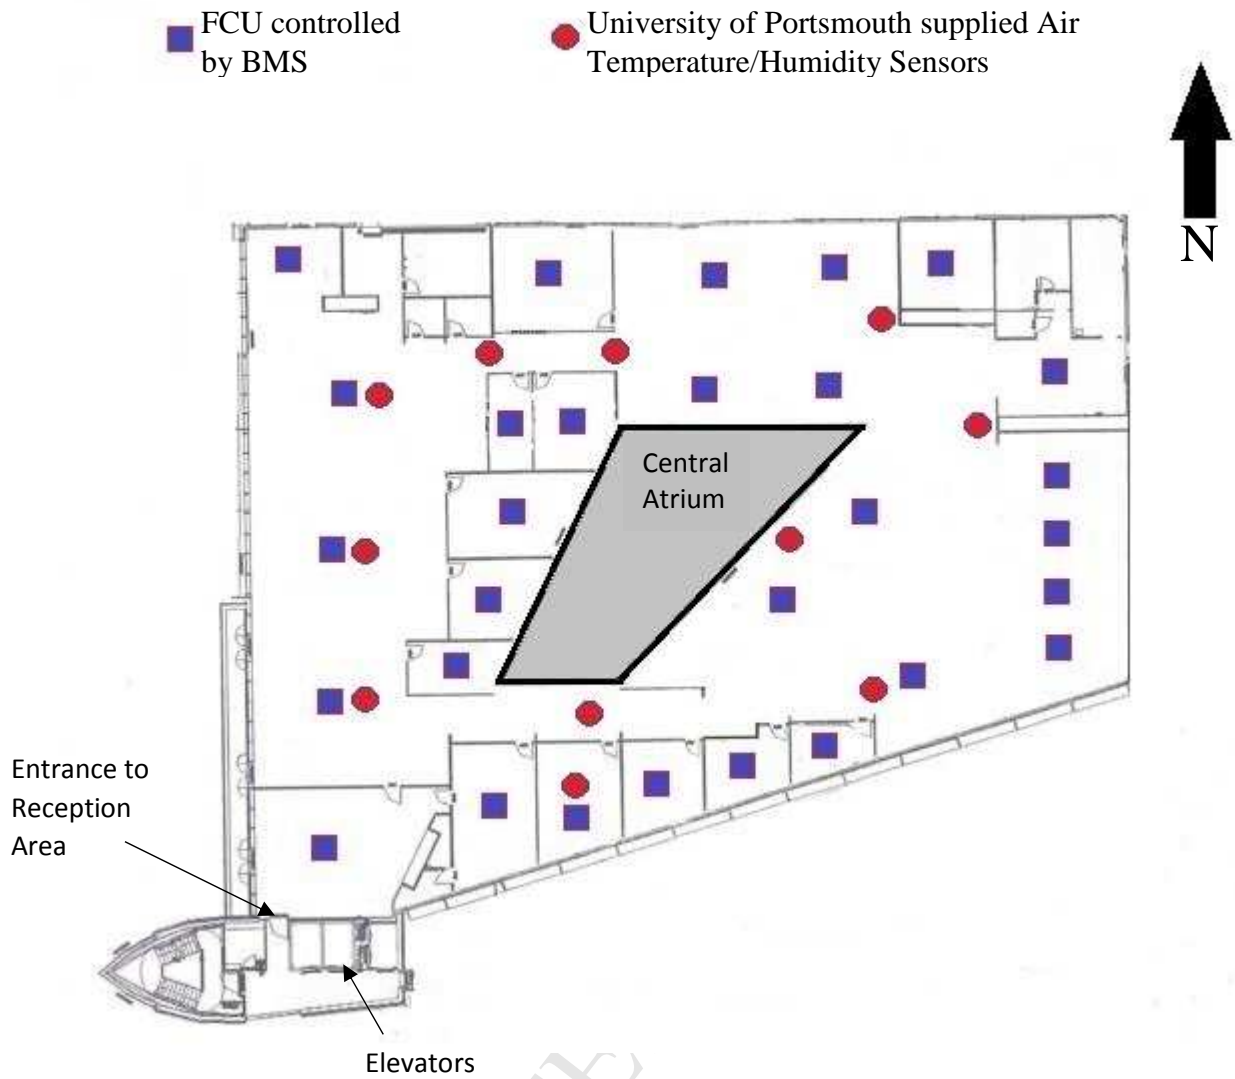 FCU controlled
by BMS
University of Portsmouth supplied Air
Temperature/Humidity Sensors
N
Central
Atrium
Entrance to
Reception
Area
Elevators